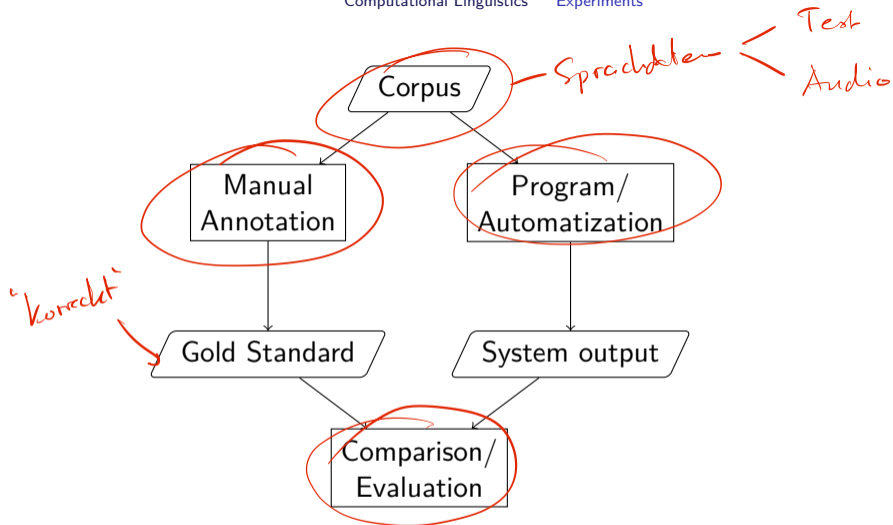 Computational Linguistics Experiments
Text
Corpus
Sprachdaten
Audio
Manual
Annotation
Program/
Automatization
"korrekt"
Gold Standard
System output
Comparison/
Evaluation